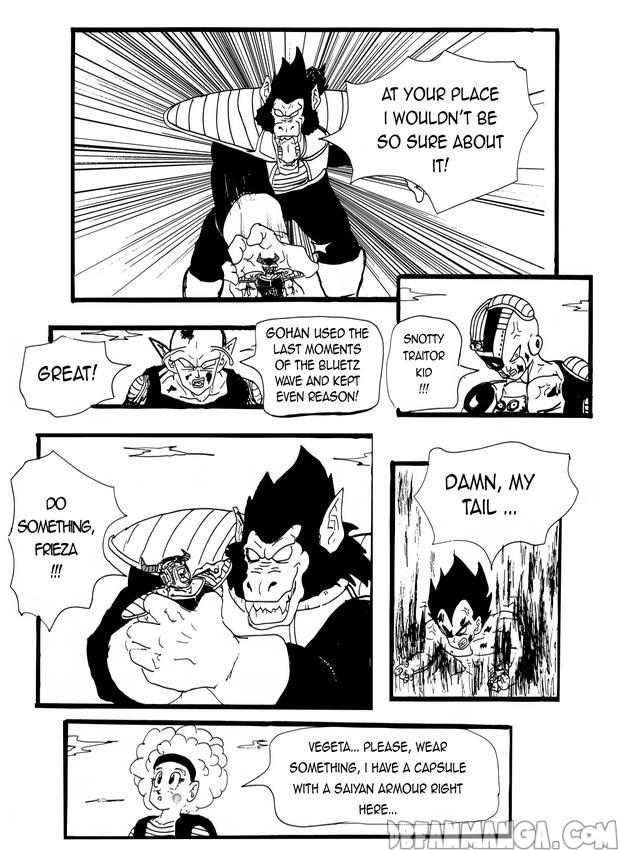 AT YOUR PLACE
I WOULDN'T BE
SO SURE ABOUT
IT!
GREAT!
GOHAN USED THE
LAST MOMENTS
OF THE BLUETZ
WAVE AND KEPT
EVEN REASON!
SNOTTY
TRAITOR
KID
!!!
DO
SOMETHING,
FRIEZA
!!!
DAMN, MY
TAIL ...
VEGETA... PLEASE, WEAR
SOMETHING, I HAVE A CAPSULE
WITH A SAIYAN ARMOUR RIGHT
HERE...
DBFANMANGA.COM